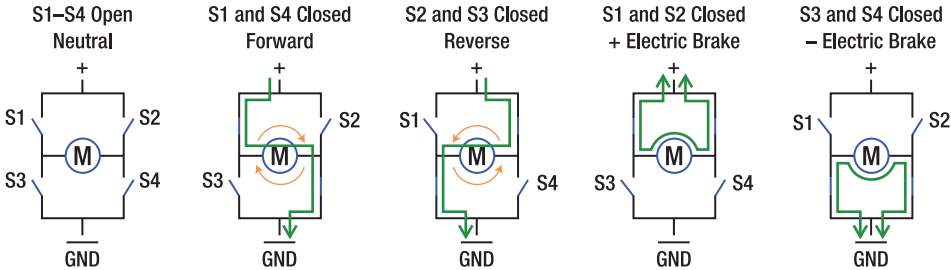 S1–S4 Open
Neutral
+
S1
S2
M
S3
S4
GND
S1 and S4 Closed
Forward
+
S2
M
S3
GND
S2 and S3 Closed
Reverse
+
S1
M
S4
GND
S1 and S2 Closed
+ Electric Brake
+
M
S3
S4
GND
S3 and S4 Closed
– Electric Brake
+
S1
S2
M
GND